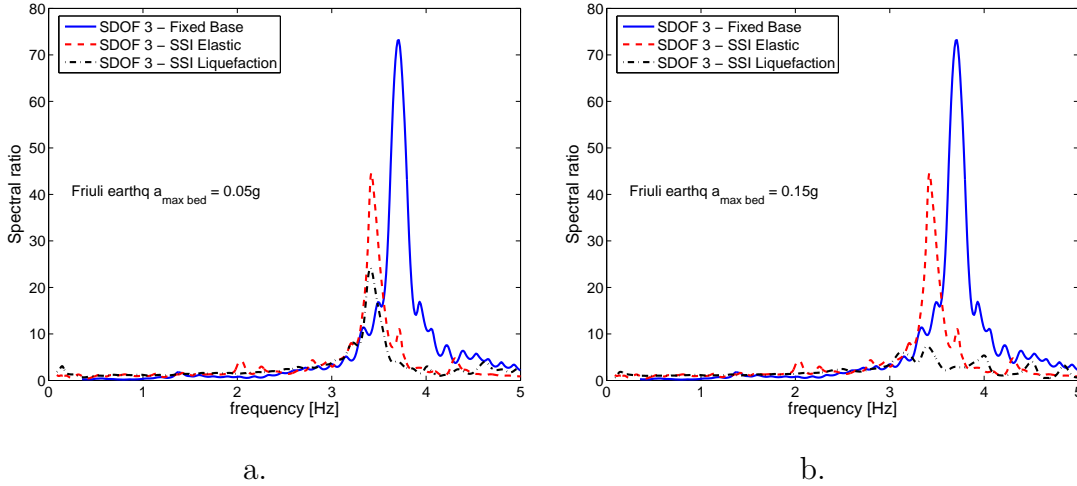 80
70
60
50
40
30
20
10
0
Spectral ratio
SDOF 3 − Fixed Base
SDOF 3 − SSI Elastic
SDOF 3 − SSI Liquefaction
Friuli earthq a max bed = 0.05g
0 1 2 3 4 5
frequency [Hz]
a.
80
70
60
50
40
30
20
10
0
Spectral ratio
SDOF 3 − Fixed Base
SDOF 3 − SSI Elastic
SDOF 3 − SSI Liquefaction
Friuli earthq a max bed = 0.15g
0 1 2 3 4 5
frequency [Hz]
b.